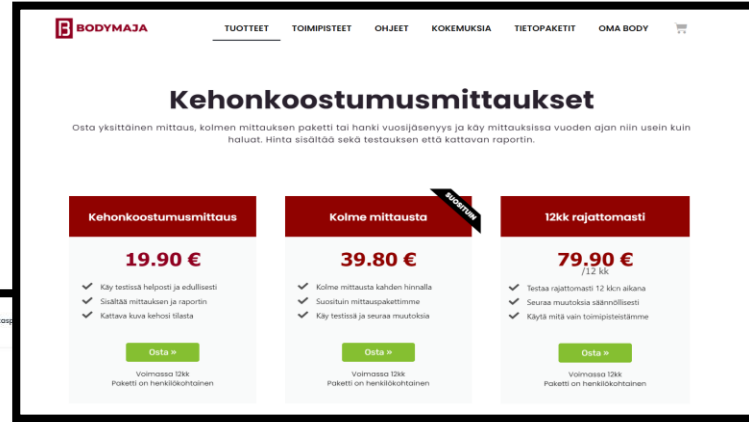 BODYMAJA
TUOTTEET TOIMIPISTEET OHJEET KOKEMUKSIA TIETOPAKETIT OMA BODY
Kehonkoostumusmittaukset
Osta yksittäinen mittaus, kolmen mittauksen paketti tai hanki vuosijäsenyys ja käy mittauksissa vuoden ajan niin usein kuin
haluat. Hinta sisältää sekä testauksen että kattavan raportin.
Kehonkoostumusmittaus
19.90 €
Käy testissä helposti ja edullisesti
Sisältää mittauksen ja raportin
Kattava kuva kehosi tilasta
Osta »
Voimassa 12kk
Paketti on henkilökohtainen
SUOSITUIN
Kolme mittausta
39.80 €
Kolme mittausta kahden hinnalla
Suosituin mittauspakettimme
Käy testissä ja seuraa muutoksia
Osta »
Voimassa 12kk
Paketti on henkilökohtainen
12kk rajattomasti
79.90 €
/12 kk
Testaa rajattomasti 12 kk:n aikana
Seuraa muutoksia säännöllisesti
Käytä mitä vain toimipisteistämme
Osta »
Voimassa 12kk
Paketti on henkilökohtainen